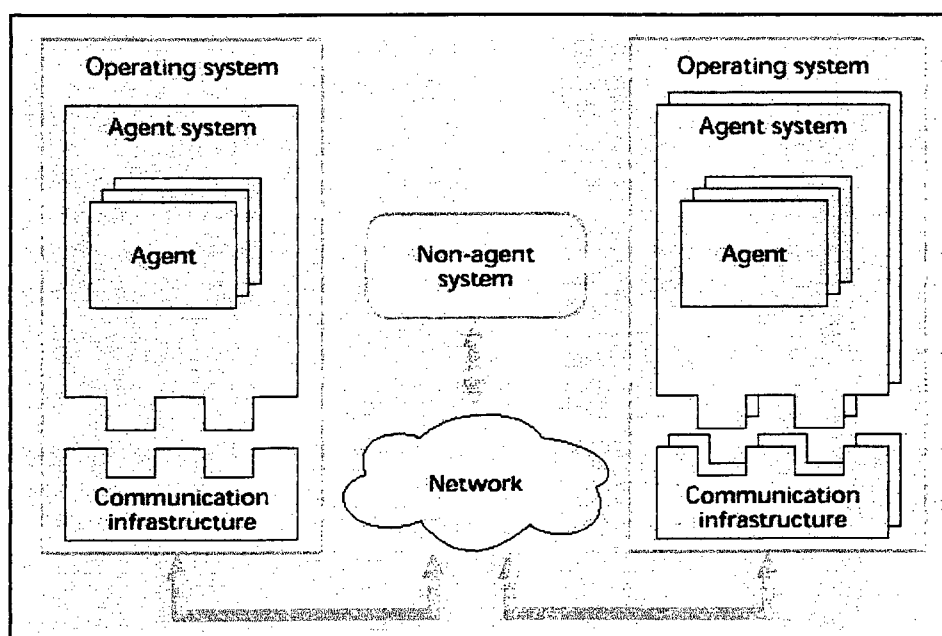 Operating system
Agent system
Agent
Communication
infrastructure
Non-agent
system
Network
Operating system
Agent system
Agent
Communication
infrastructure